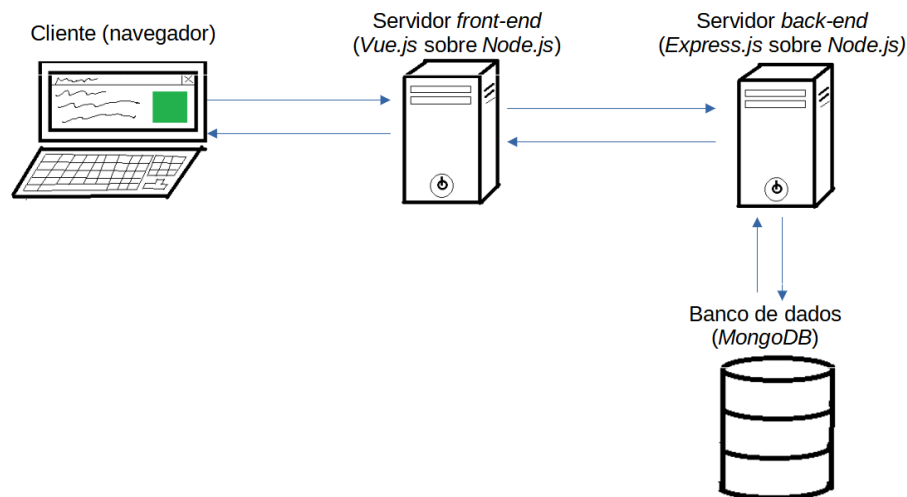 Cliente (navegador)
Servidor front-end
(Vue.js sobre Node.js)
Servidor back-end
(Express.js sobre Node.js)
Banco de dados
(MongoDB)